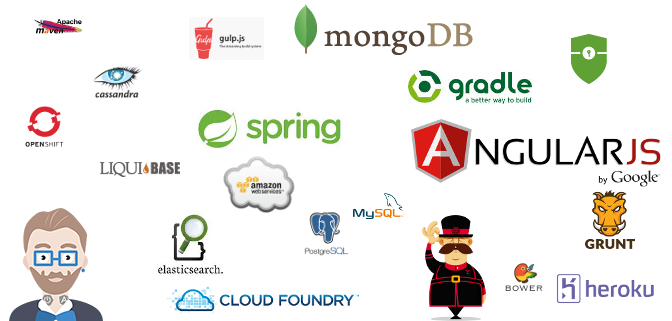 Apache
maven
Gulp
gulp.js
The streaming build system
mongoDB
cassandra
gradle
a better way to build
OPENSHIFT
spring
ANGULARJS
by Google
LIQUIBASE
amazon
web services
MySQL
PostgreSQL
GRUNT
elasticsearch.
CLOUD FOUNDRY
BOWER
heroku